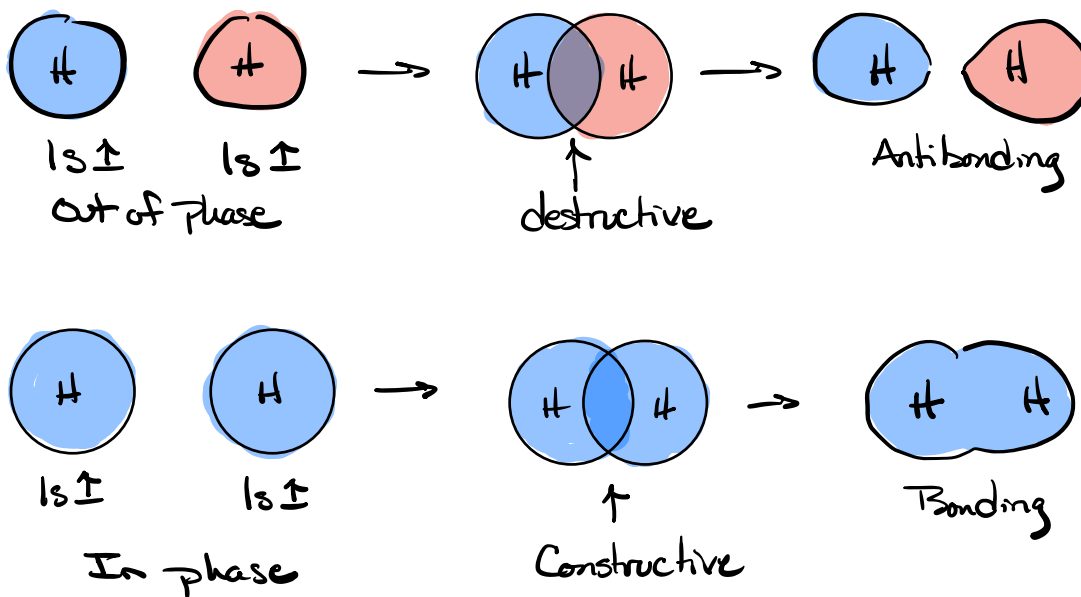 H H → H H → H H
1s ↑ 1s ↑
Out of phase
↑
destructive
Antibonding
H H → H H → H H
1s ↑ 1s ↑
In phase
↑
Constructive
Bonding